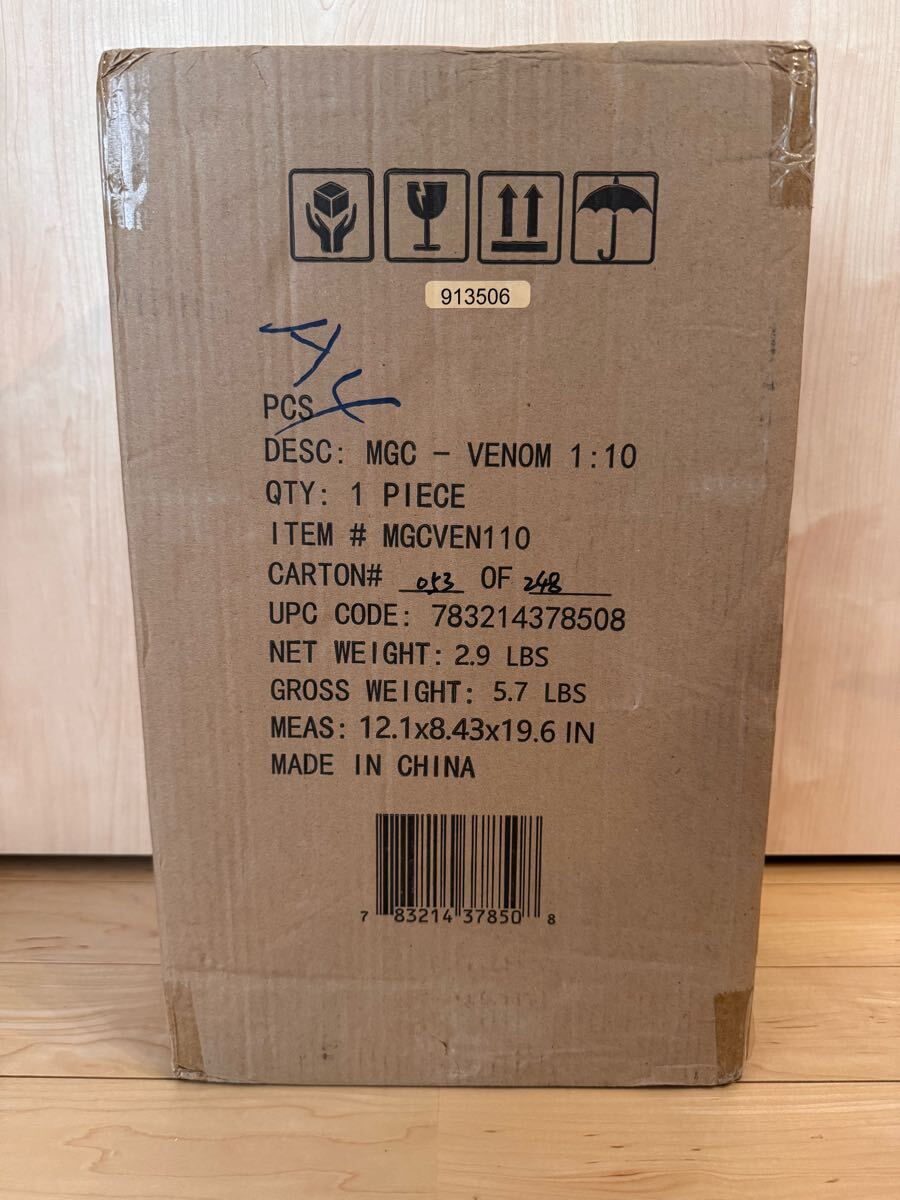 913506
PCS
DESC: MGC - VENOM 1:10
QTY: 1 PIECE
ITEM # MGCVEN110
CARTON# 053 OF 248
UPC CODE: 783214378508
NET WEIGHT: 2.9 LBS
GROSS WEIGHT: 5.7 LBS
MEAS: 12.1x8.43x19.6 IN
MADE IN CHINA
7 83214 37850 8